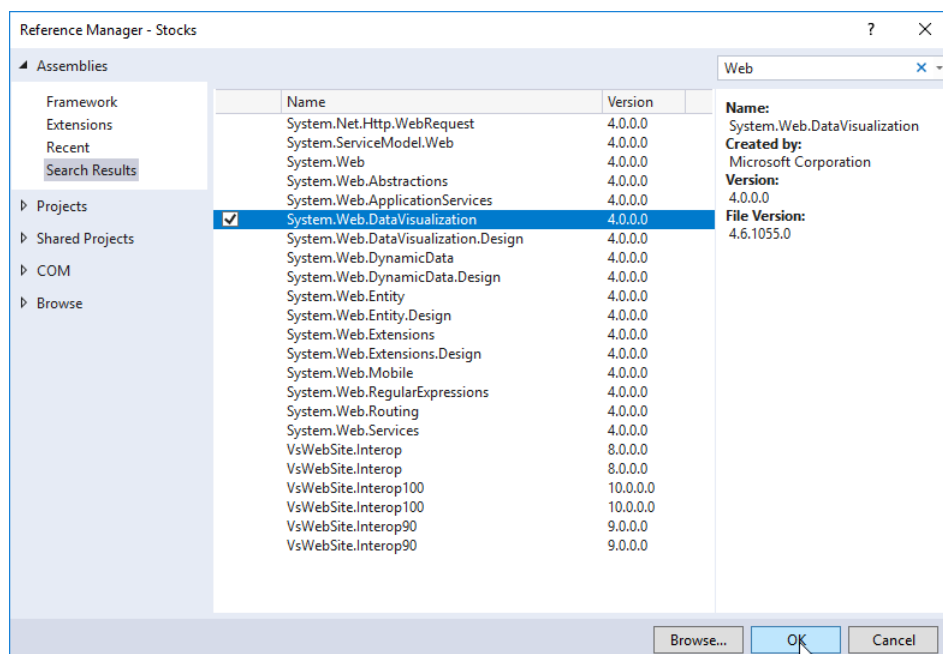 Reference Manager - Stocks
? X
Assemblies
Web
Framework
Extensions
Recent
Search Results
Projects
Shared Projects
COM
Browse
Name Version
System.Net.Http.WebRequest 4.0.0.0
System.ServiceModel.Web 4.0.0.0
System.Web 4.0.0.0
System.Web.Abstractions 4.0.0.0
System.Web.ApplicationServices 4.0.0.0
System.Web.DataVisualization 4.0.0.0
System.Web.DataVisualization.Design 4.0.0.0
System.Web.DynamicData 4.0.0.0
System.Web.DynamicData.Design 4.0.0.0
System.Web.Entity 4.0.0.0
System.Web.Entity.Design 4.0.0.0
System.Web.Extensions 4.0.0.0
System.Web.Extensions.Design 4.0.0.0
System.Web.Mobile 4.0.0.0
System.Web.RegularExpressions 4.0.0.0
System.Web.Routing 4.0.0.0
System.Web.Services 4.0.0.0
VsWebSite.Interop 8.0.0.0
VsWebSite.Interop 8.0.0.0
VsWebSite.Interop100 10.0.0.0
VsWebSite.Interop100 10.0.0.0
VsWebSite.Interop90 9.0.0.0
VsWebSite.Interop90 9.0.0.0
Name:
System.Web.DataVisualization
Created by:
Microsoft Corporation
Version:
4.0.0.0
File Version:
4.6.1055.0
Browse... OK Cancel